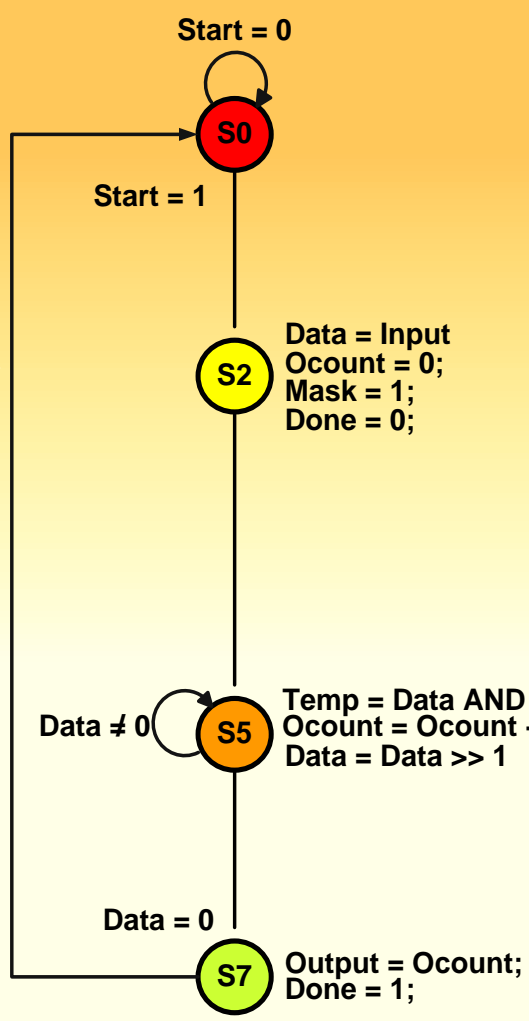 Start = 0
S0
Start = 1
Data = Input
S2
Ocount = 0;
Mask = 1;
Done = 0;
Temp = Data AND
Data ≠ 0
S5
Ocount = Ocount -
Data = Data >> 1
Data = 0
S7
Output = Ocount;
Done = 1;